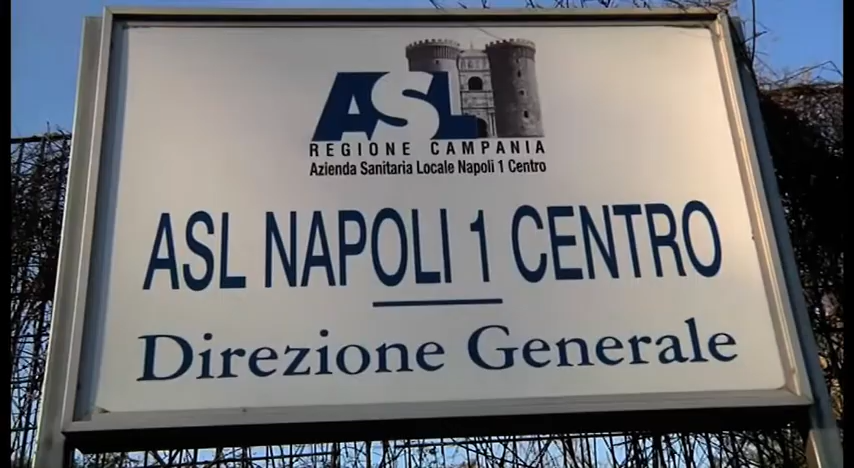 ASL
REGIONE CAMPANIA
Azienda Sanitaria Locale Napoli 1 Centro
ASL NAPOLI 1 CENTRO
Direzione Generale